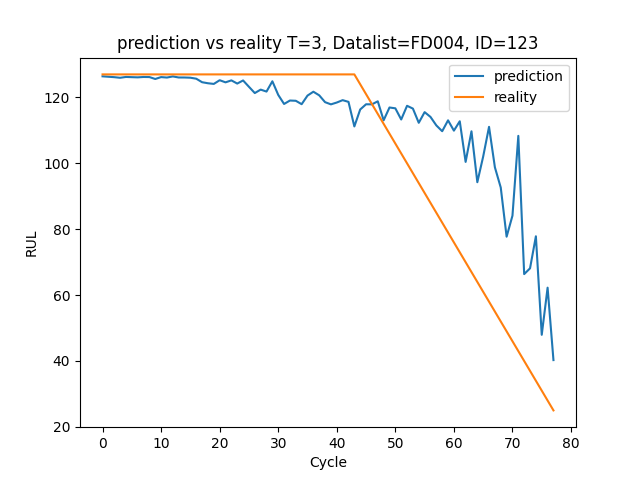 prediction vs reality T=3, Datalist=FD004, ID=123
prediction
reality
RUL
120
100
80
60
40
20
0 10 20 30 40 50 60 70 80
Cycle